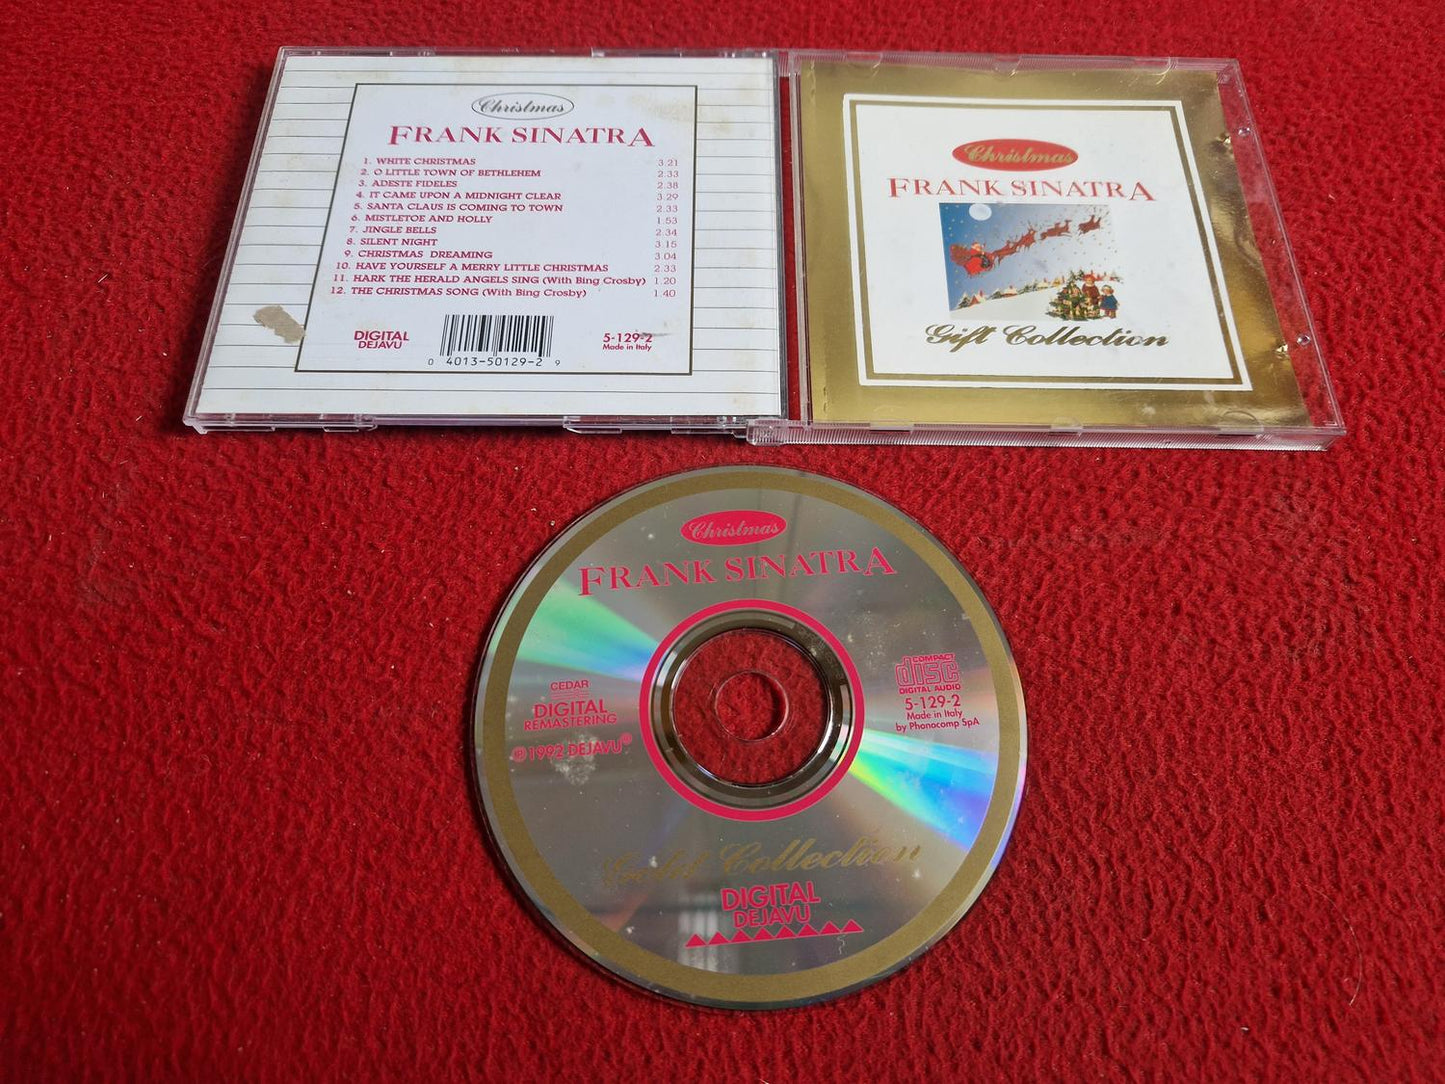 Christmas
FRANK SINATRA
1. WHITE CHRISTMAS 3.21
2. O LITTLE TOWN OF BETHLEHEM 2.33
3. ADESTE FIDELES 2.38
4. IT CAME UPON A MIDNIGHT CLEAR 3.29
5. SANTA CLAUS IS COMING TO TOWN 2.33
6. MISTLETOE AND HOLLY 1.53
7. JINGLE BELLS 2.34
8. SILENT NIGHT 3.15
9. CHRISTMAS DREAMING 3.04
10. HAVE YOURSELF A MERRY LITTLE CHRISTMAS 2.33
11. HARK THE HERALD ANGELS SING (With Bing Crosby) 1.20
12. THE CHRISTMAS SONG (With Bing Crosby) 1.40
DIGITAL
DEJAVU
0 4013-50129-2 9
5-129-2
Made in Italy
Christmas
FRANK SINATRA
Gift Collection
Christmas
FRANK SINATRA
CEDAR
DIGITAL
REMASTERING
℗ 1992 DEJAVU®
COMPACT
disc
DIGITAL AUDIO
5-129-2
Made in Italy
by Phanocomp SpA
Gold Collection
DIGITAL
DEJAVU